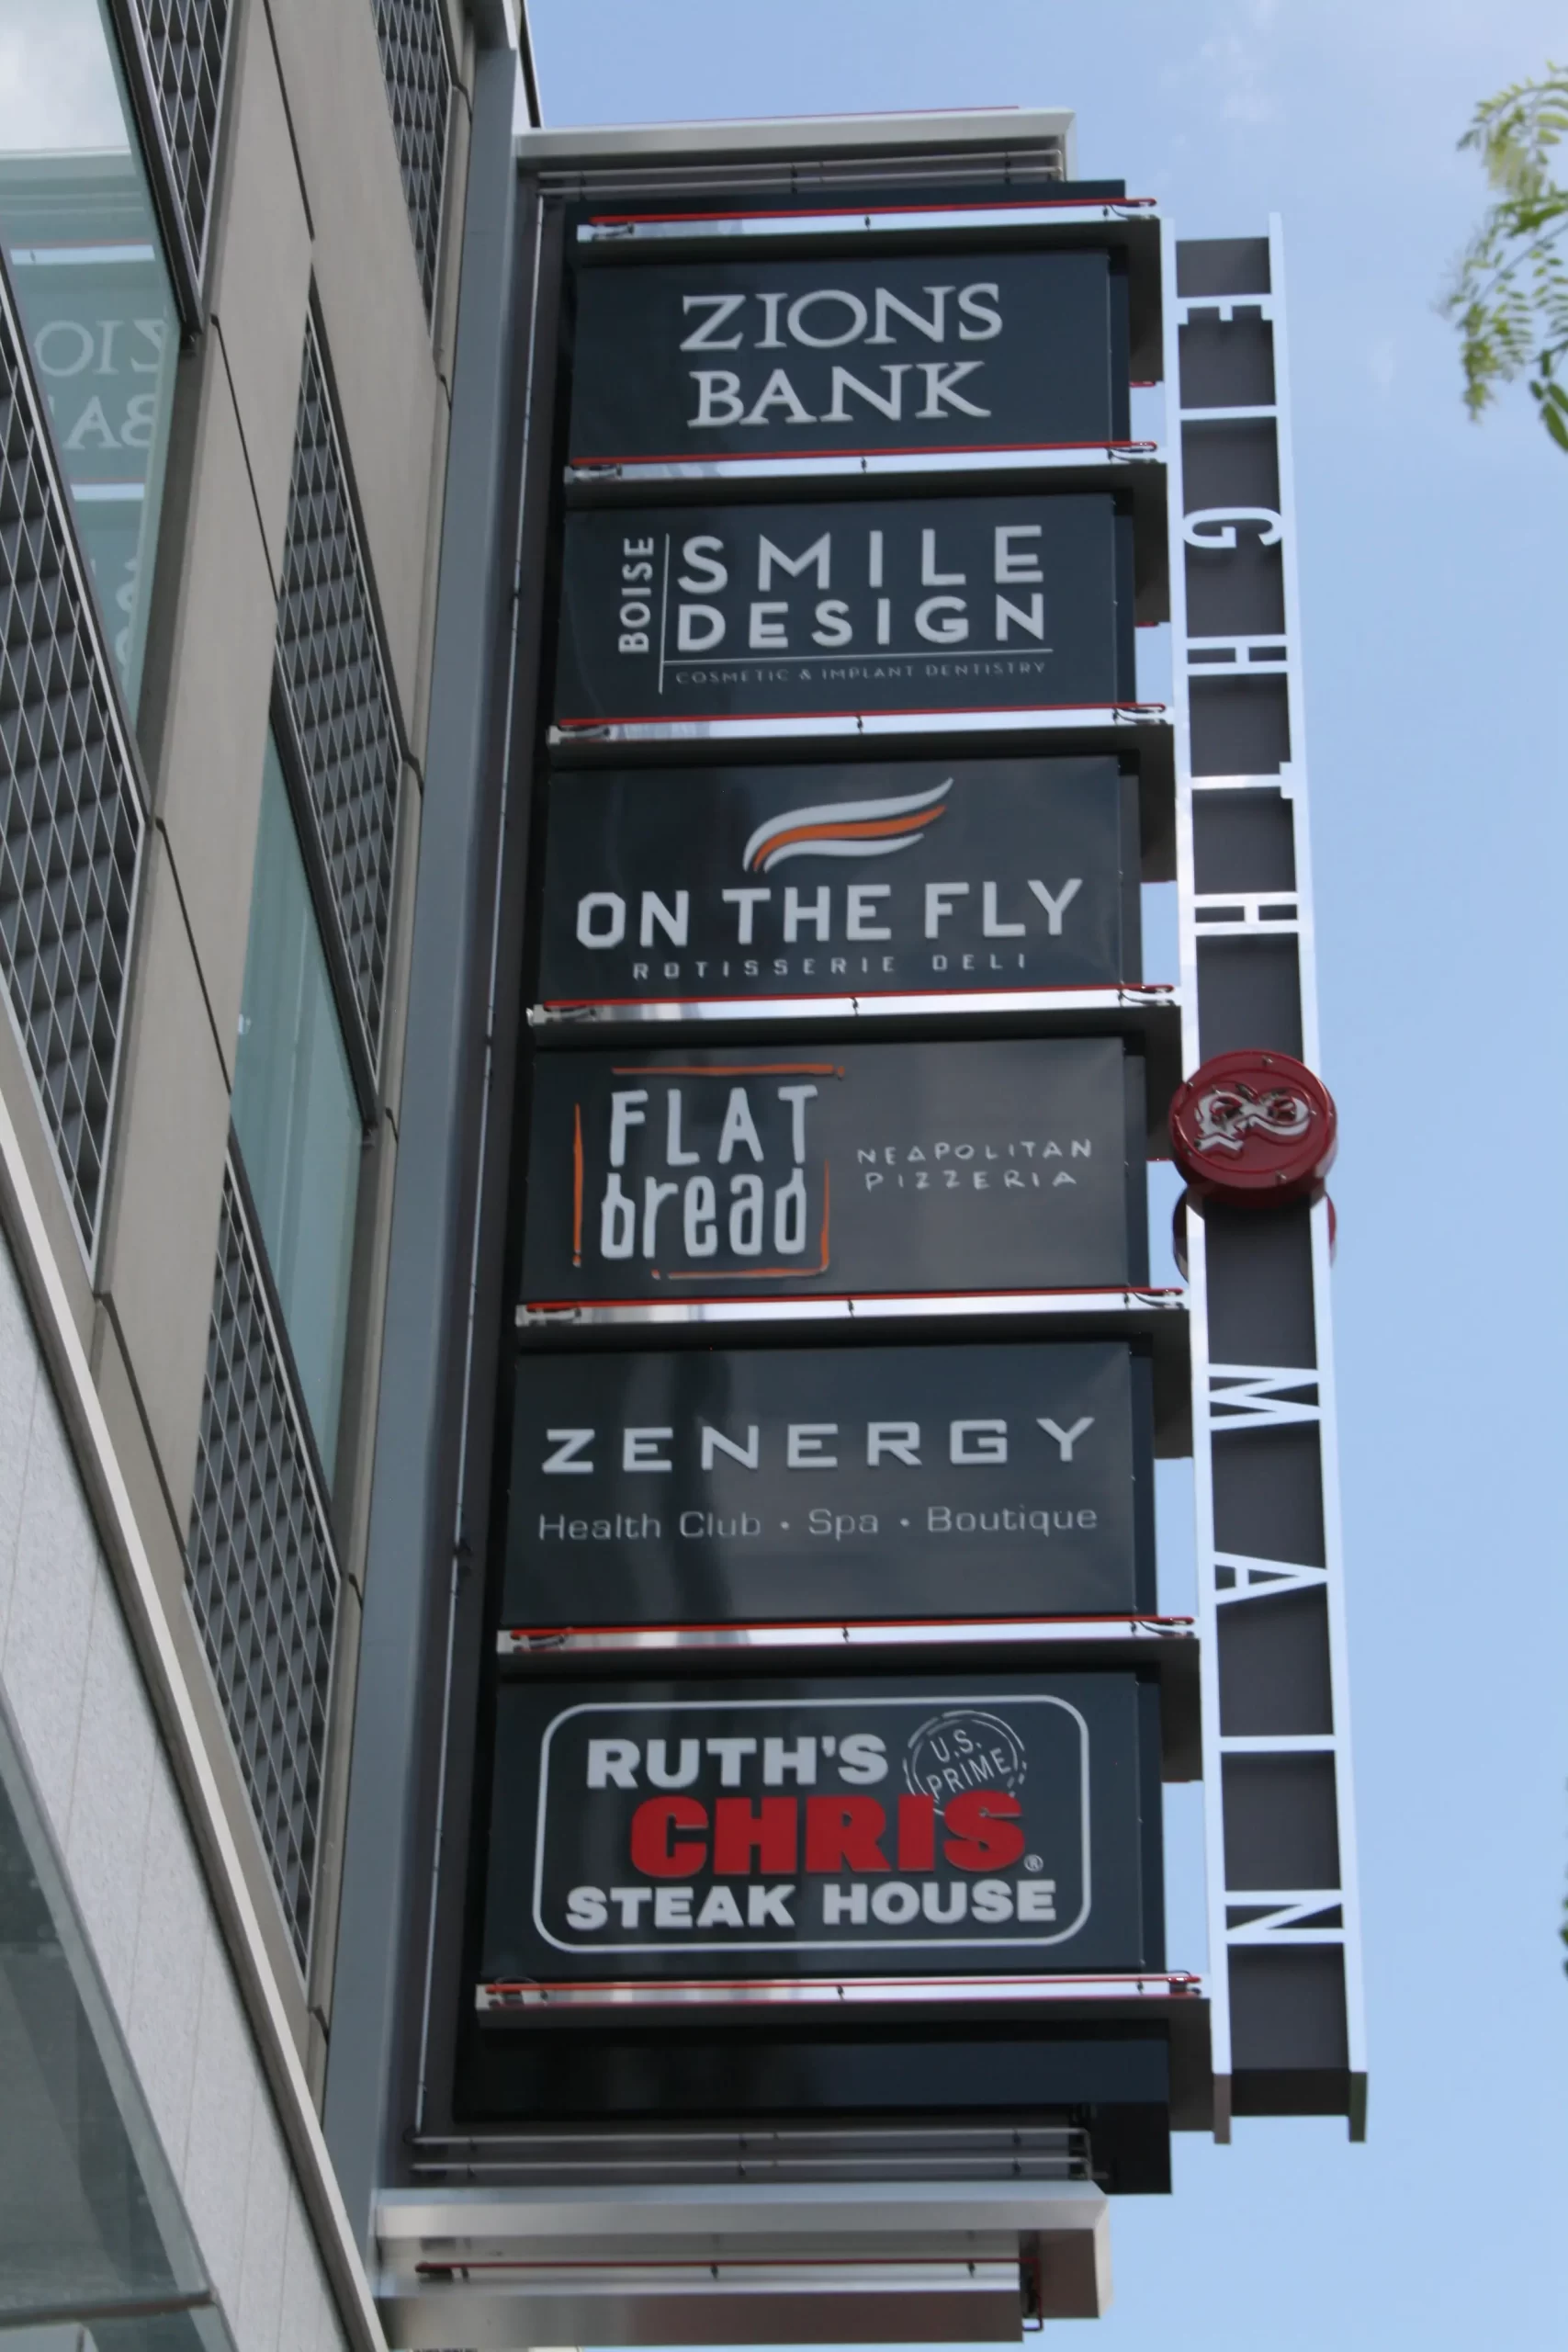 ZIONS
BANK
BOISE
SMILE
DESIGN
COSMETIC & IMPLANT DENTISTRY
ON THE FLY
ROTISSERIE DELI
FLAT
bread
NEAPOLITAN
PIZZERIA
ZENERGY
Health Club • Spa • Boutique
RUTH'S
U.S.
PRIME
CHRIS®
STEAK HOUSE
EIGHTH & MAIN